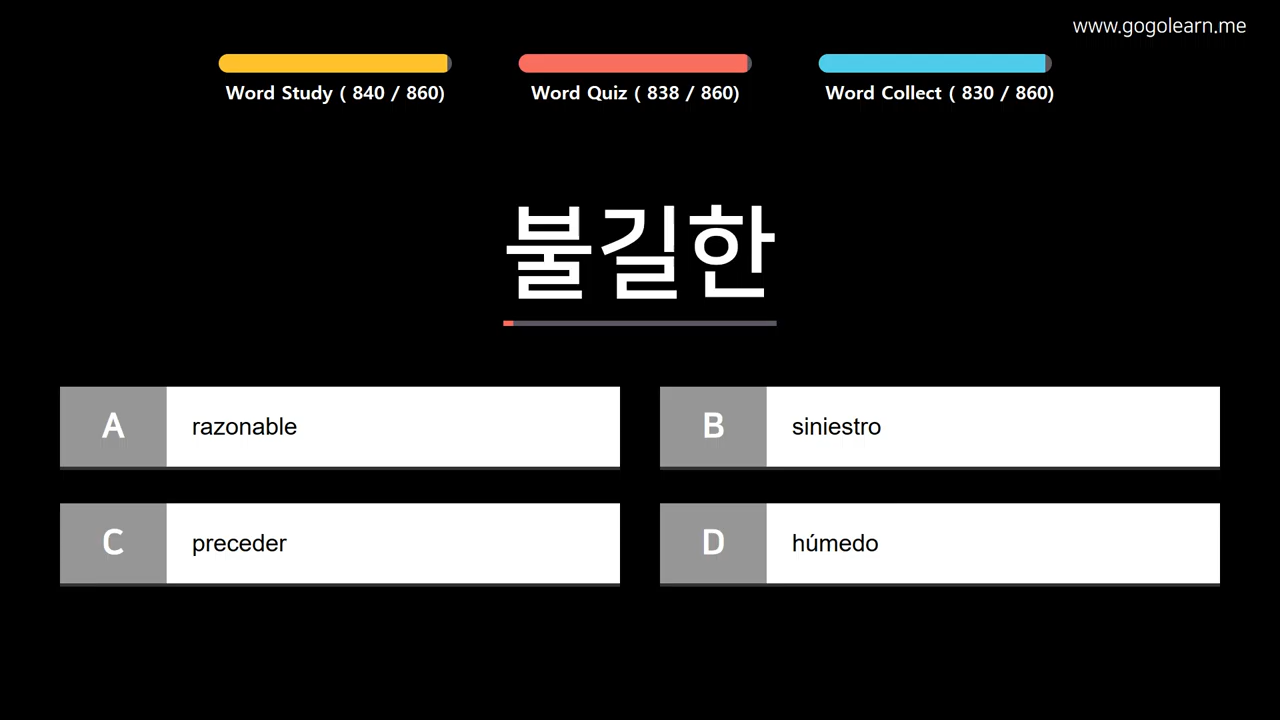 www.gogolearn.me
Word Study ( 840 / 860)
Word Quiz ( 838 / 860)
Word Collect ( 830 / 860)
불길한
A razonable
B siniestro
C preceder
D húmedo